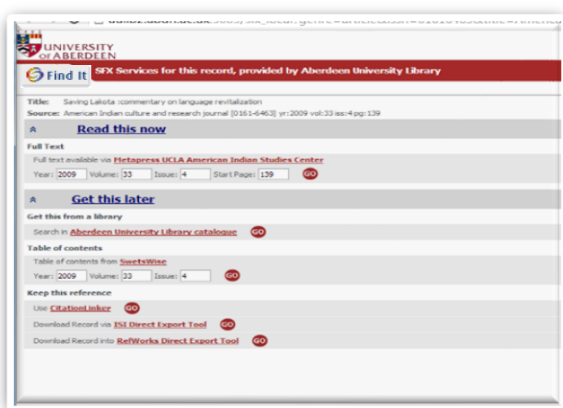 UNIVERSITY
OF ABERDEEN
Find It SFX Services for this record, provided by Aberdeen University Library
Title: Saving Lakota :commentary on language revitalization
Source: American Indian culture and research journal [0161-6463] yr:2009 vol:33 iss:4 pg:139
Read this now
Full Text
Full text available via Metapress UCLA American Indian Studies Center
Year: 2009 Volume: 33 Issue: 4 Start Page: 139 GO
Get this later
Get this from a library
Search in Aberdeen University Library catalogue GO
Table of contents
Table of contents from SwetsWise
Year: 2009 Volume: 33 Issue: 4 GO
Keep this reference
Use CitationLinker GO
Download Record via ISI Direct Export Tool GO
Download Record into RefWorks Direct Export Tool GO